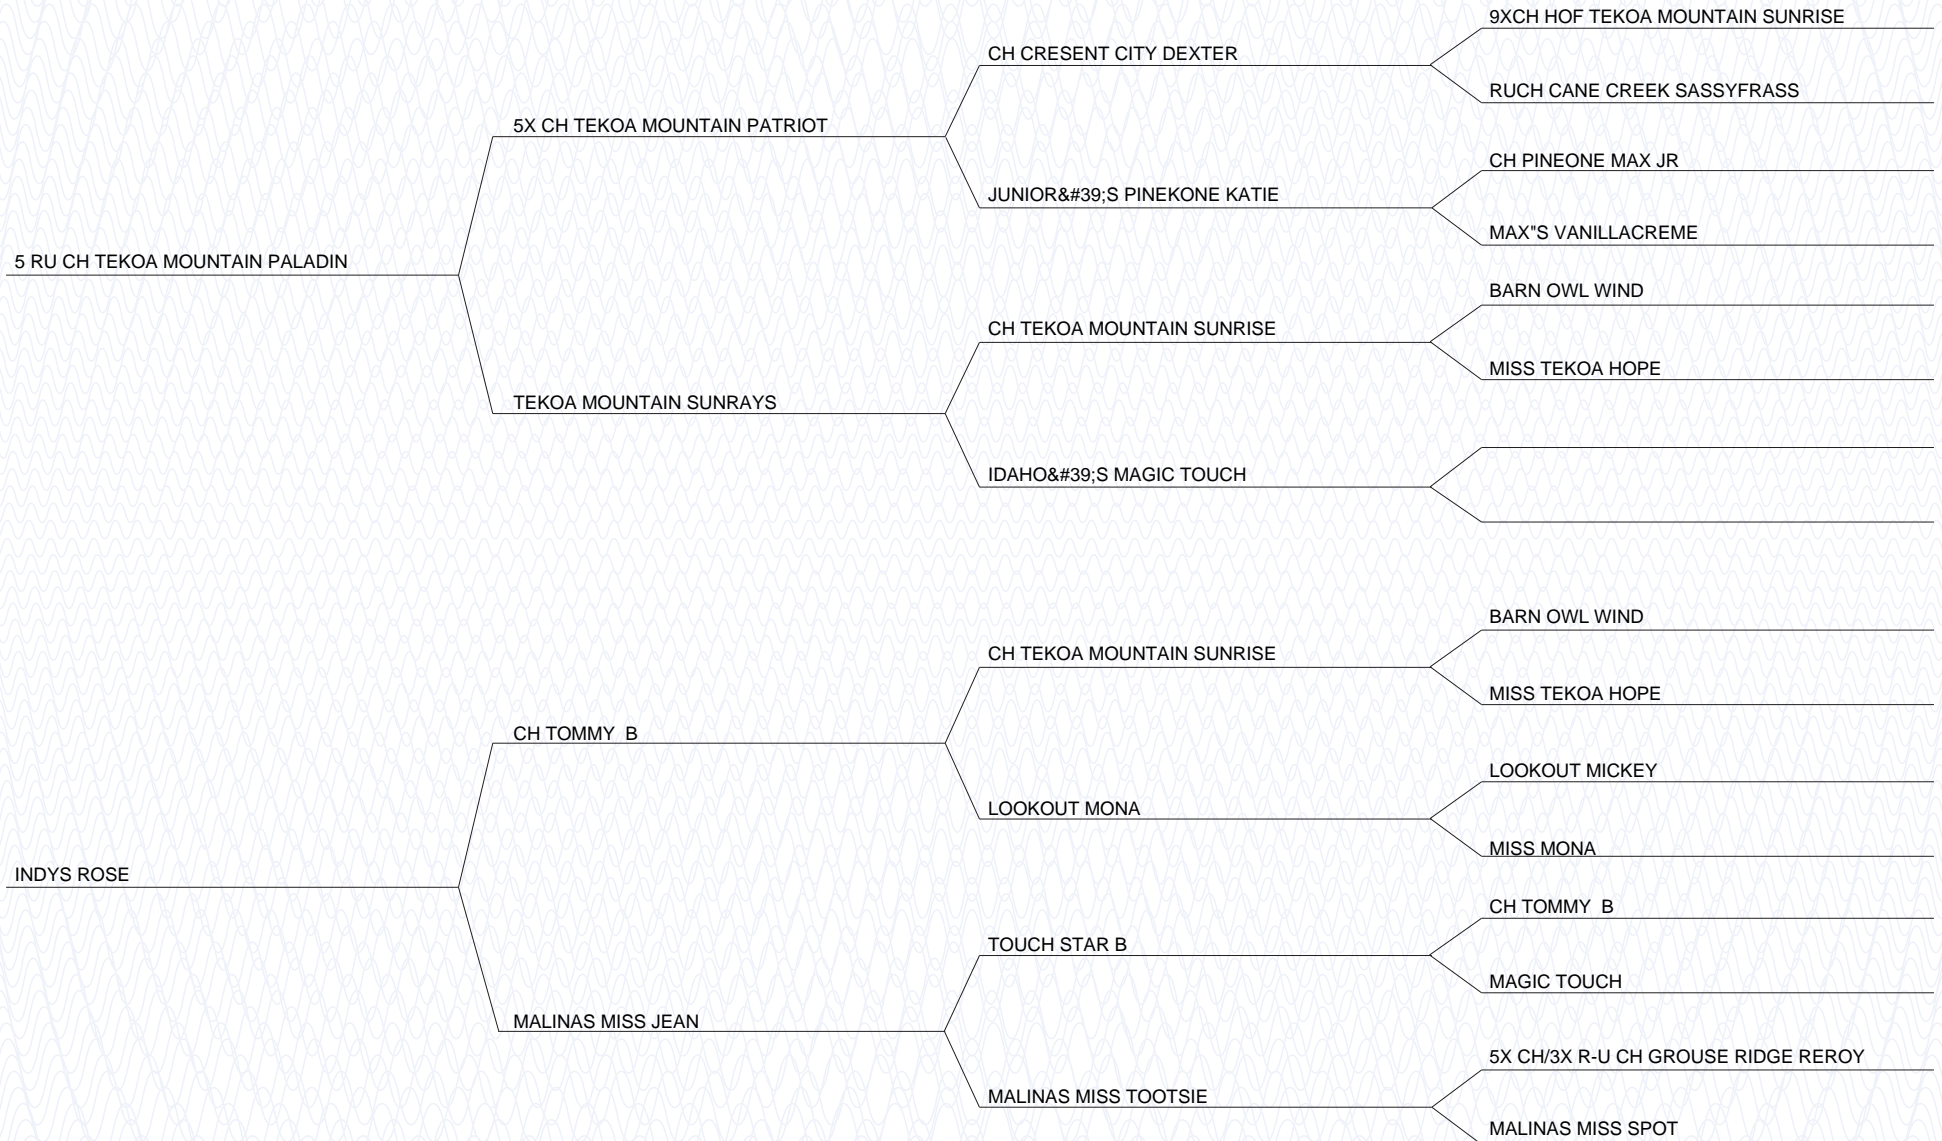 9XCH HOF TEKOA MOUNTAIN SUNRISE
CH CRESENT CITY DEXTER
RUCH CANE CREEK SASSYFRASS
5X CH TEKOA MOUNTAIN PATRIOT
CH PINEONE MAX JR
JUNIOR&#39;S PINEKONE KATIE
MAX"S VANILLACREME
5 RU CH TEKOA MOUNTAIN PALADIN
BARN OWL WIND
CH TEKOA MOUNTAIN SUNRISE
MISS TEKOA HOPE
TEKOA MOUNTAIN SUNRAYS
IDAHO&#39;S MAGIC TOUCH
BARN OWL WIND
CH TEKOA MOUNTAIN SUNRISE
MISS TEKOA HOPE
CH TOMMY  B
LOOKOUT MICKEY
LOOKOUT MONA
MISS MONA
INDYS ROSE
CH TOMMY  B
TOUCH STAR B
MAGIC TOUCH
MALINAS MISS JEAN
5X CH/3X R-U CH GROUSE RIDGE REROY
MALINAS MISS TOOTSIE
MALINAS MISS SPOT